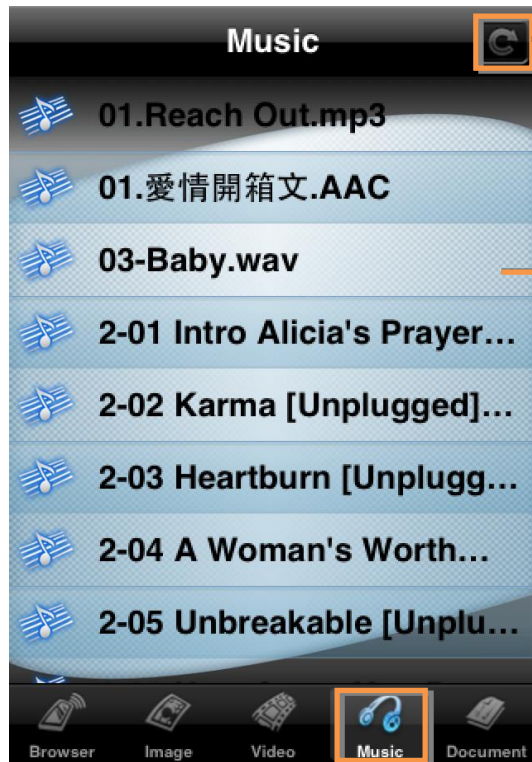 Music
01.Reach Out.mp3
01.愛情開箱文.AAC
03-Baby.wav
2-01 Intro Alicia's Prayer...
2-02 Karma [Unplugged]...
2-03 Heartburn [Unplugg...
2-04 A Woman's Worth...
2-05 Unbreakable [Unplu...
Browser Image Video Music Document